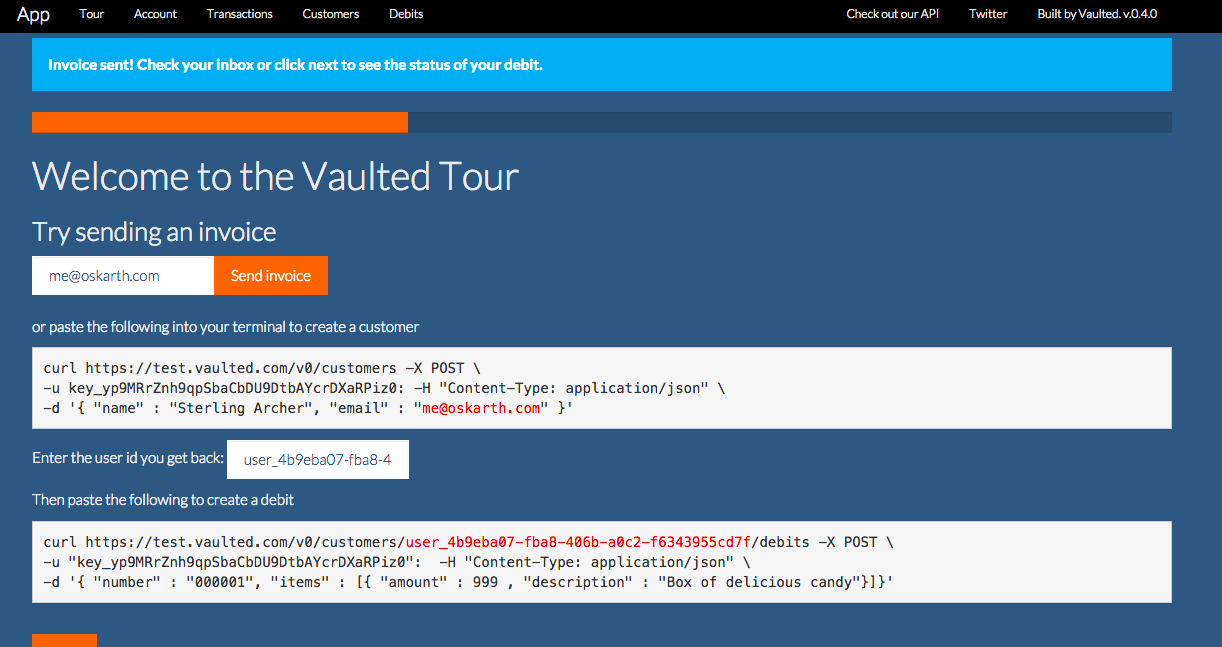 App Tour Account Transactions Customers Debits Check out our API Twitter Built by Vaulted. v.0.4.0
Invoice sent! Check your inbox or click next to see the status of your debit.
Welcome to the Vaulted Tour
Try sending an invoice
me@oskarth.com Send invoice
or paste the following into your terminal to create a customer
curl https://test.vaulted.com/v0/customers -X POST \
-u key_yp9MRrZnh9qpSbaCbDU9DtbAYcrDXaRPiz0: -H "Content-Type: application/json" \
-d '{ "name" : "Sterling Archer", "email" : "me@oskarth.com" }'
Enter the user id you get back: user_4b9eba07-fba8-4
Then paste the following to create a debit
curl https://test.vaulted.com/v0/customers/user_4b9eba07-fba8-406b-a0c2-f6343955cd7f/debits -X POST \
-u "key_yp9MRrZnh9qpSbaCbDU9DtbAYcrDXaRPiz0":  -H "Content-Type: application/json" \
-d '{ "number" : "000001", "items" : [{ "amount" : 999 , "description" : "Box of delicious candy"}]}'